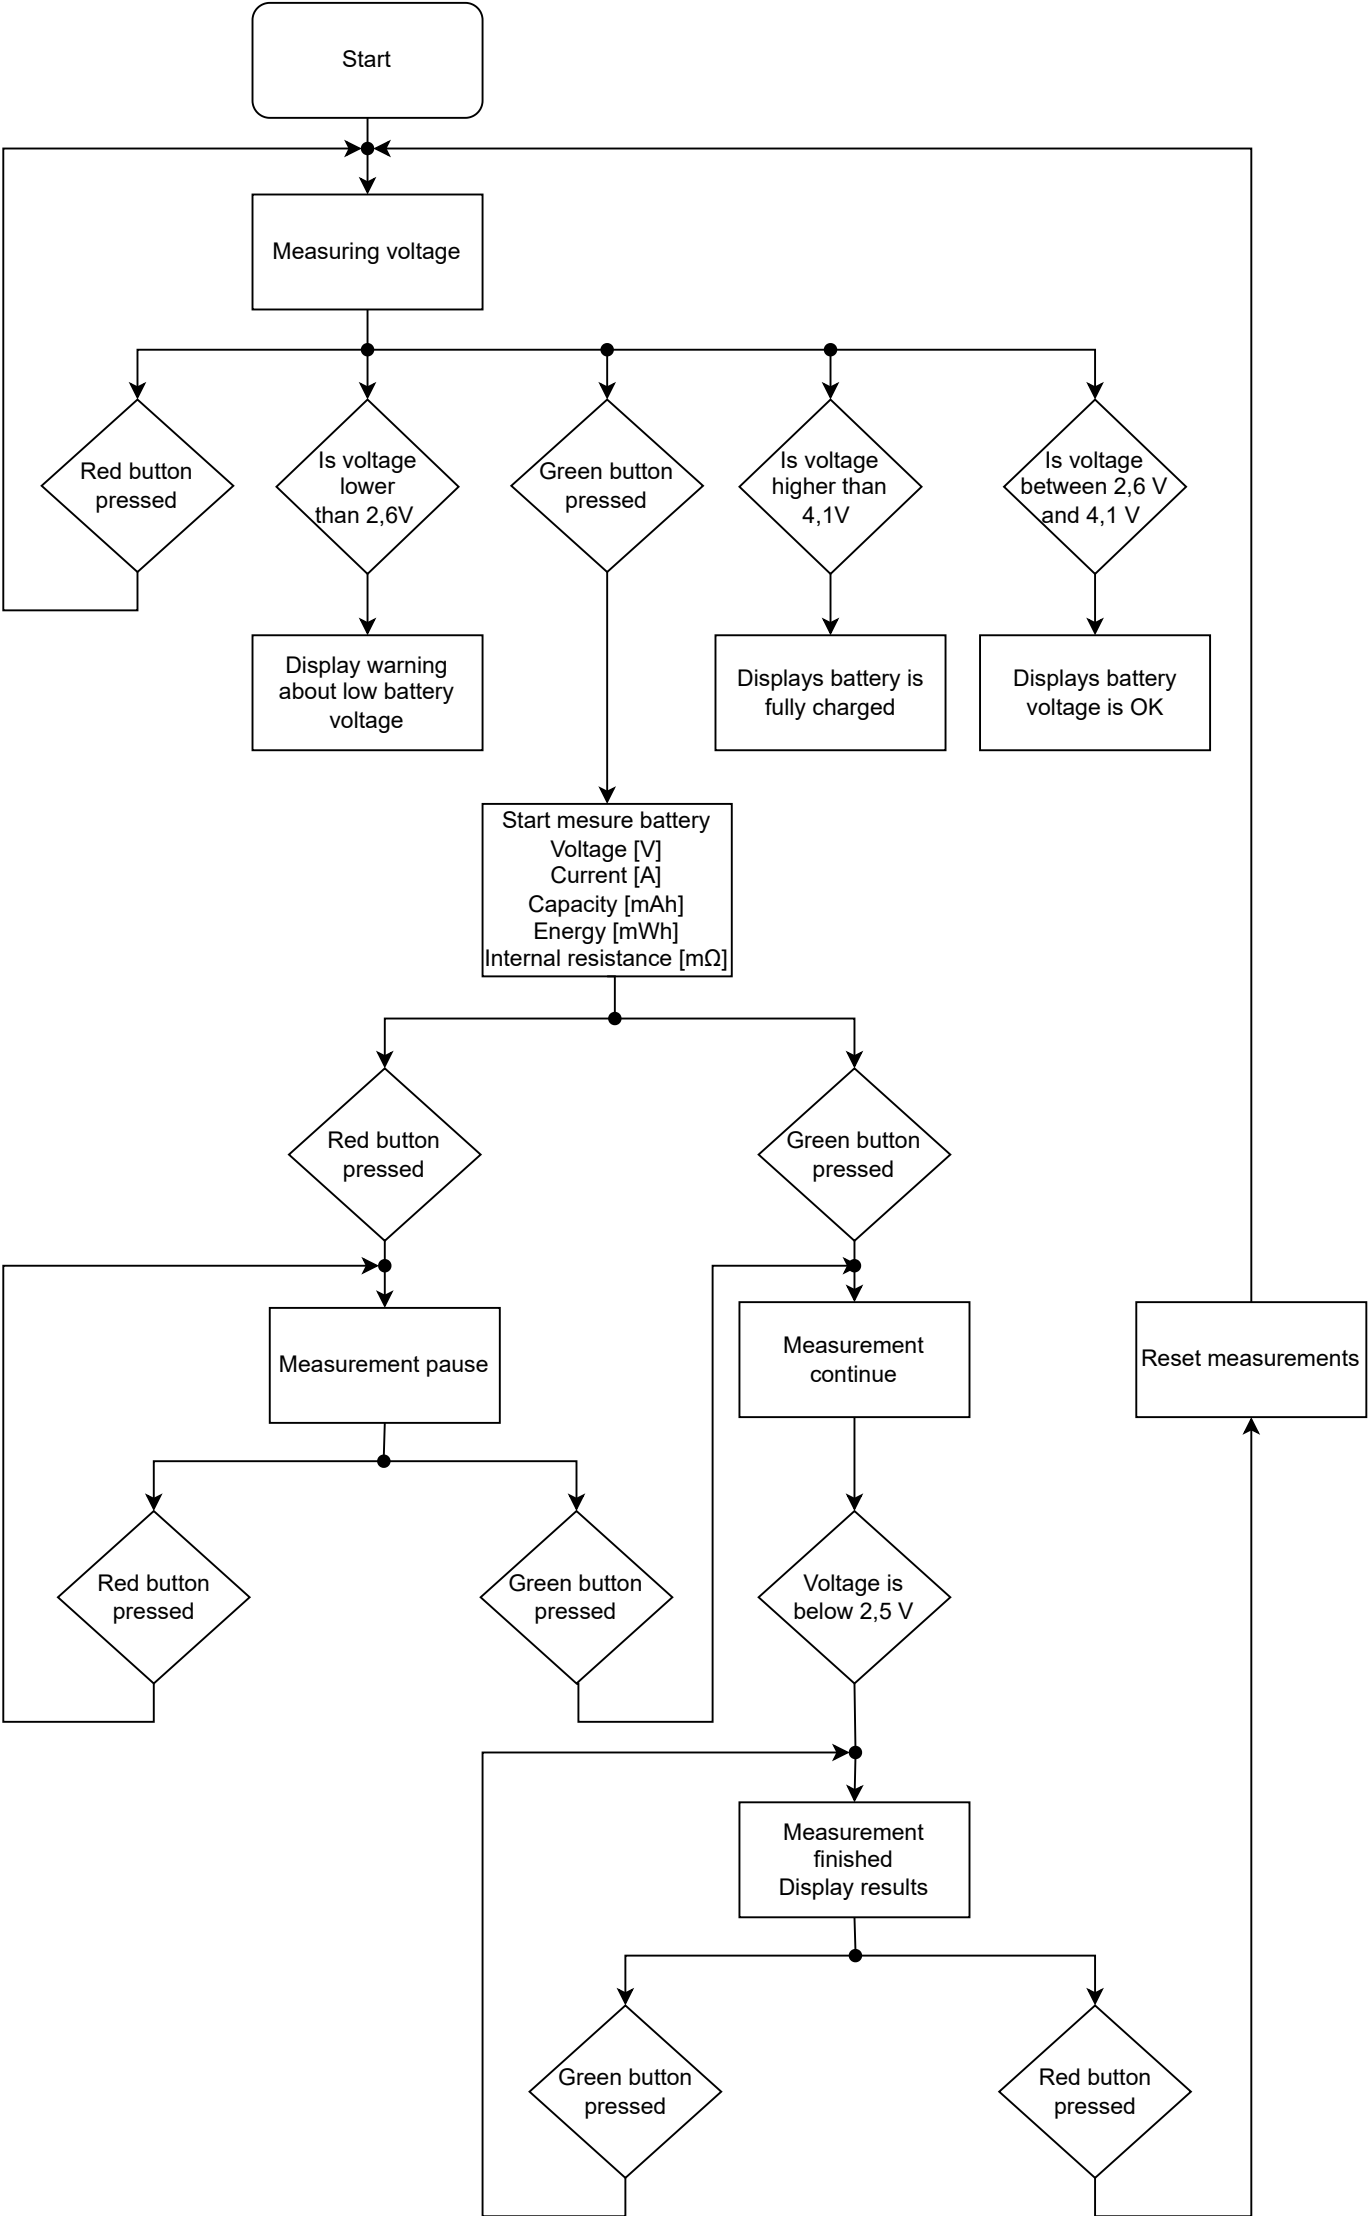 Start
Measuring voltage
Red button
pressed
Is voltage
lower
than 2,6V
Green button
pressed
Is voltage
higher than
4,1V
Is voltage
between 2,6 V
and 4,1 V
Display warning
about low battery
voltage
Displays battery is
fully charged
Displays battery
voltage is OK
Start mesure battery
Voltage [V]
Current [A]
Capacity [mAh]
Energy [mWh]
Internal resistance [mΩ]
Red button
pressed
Green button
pressed
Measurement pause
Measurement
continue
Reset measurements
Red button
pressed
Green button
pressed
Voltage is
below 2,5 V
Measurement
finished
Display results
Green button
pressed
Red button
pressed